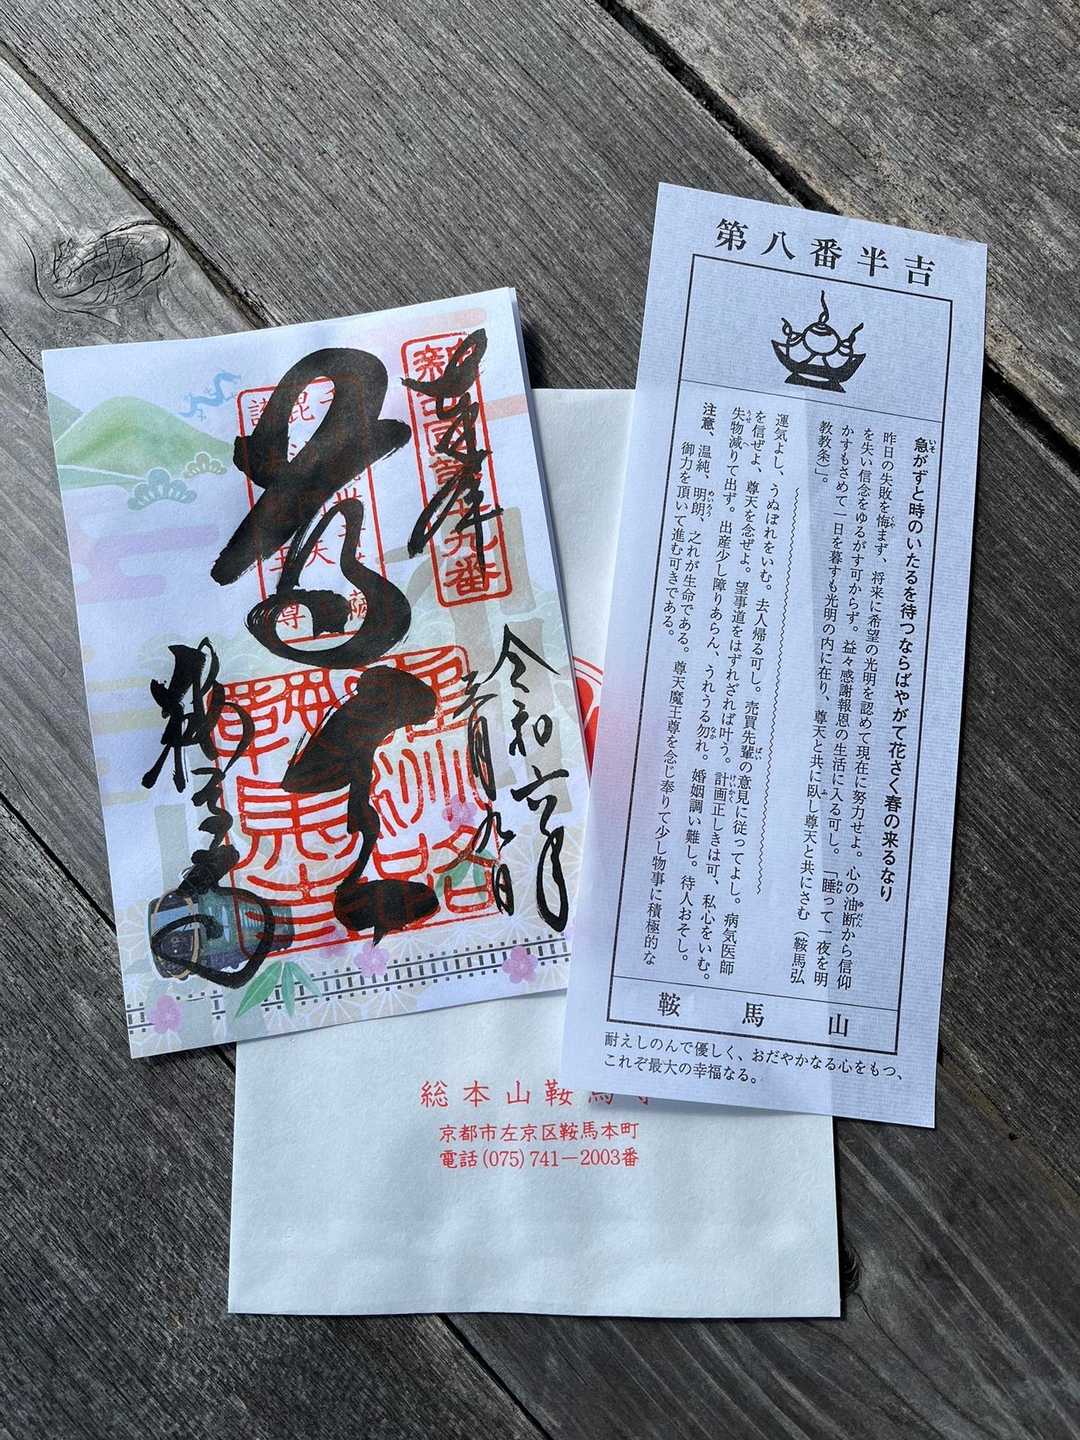 奉拝
新西国第十九番
令和六年
尊天
鞍馬寺
第八番半吉
急がずと時のいたるを待つならばやがて花さく春の来るなり
昨日の失敗を悔まず、将来に希望の光明を認めて現在に努力せよ。心の油断から信仰
を失い信念をゆるがす可からず。益々感謝報恩の生活に入る可し。「睡って一夜を明
かすもさめて一日を暮すも光明の内に在り、尊天と共に臥し尊天と共にさむ（鞍馬弘
教教条）」。
運気よし、うぬぼれをいむ。去人帰る可し。売買先輩の意見に従ってよし。病気医師
を信ぜよ、尊天を念ぜよ。望事道をはずれざれば叶う。計画正しきは可、私心をいむ。
失物減りて出ず。出産少し障りあらん、うれうる勿れ。婚姻調い難し。待人おそし。
注意、温純、明朗、之れが生命である。尊天魔王尊を念じ奉りて少し物事に積極的な
御力を頂いて進む可きである。
鞍馬山
耐えしのんで優しく、おだやかなる心をもつ、
これぞ最大の幸福なる。
総本山鞍馬寺
京都市左京区鞍馬本町
電話(075)741－2003番